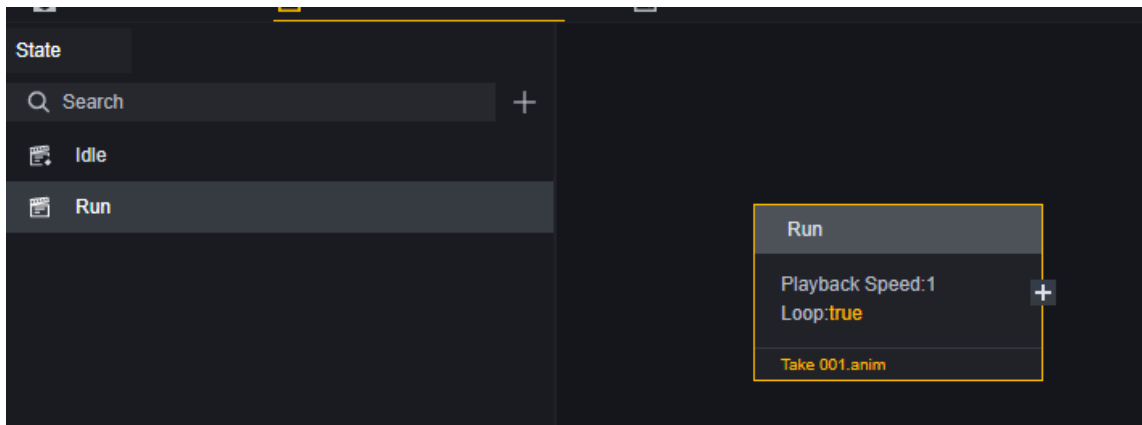 State
Search
Idle
Run
Run
Playback Speed:1
Loop:true
Take 001.anim